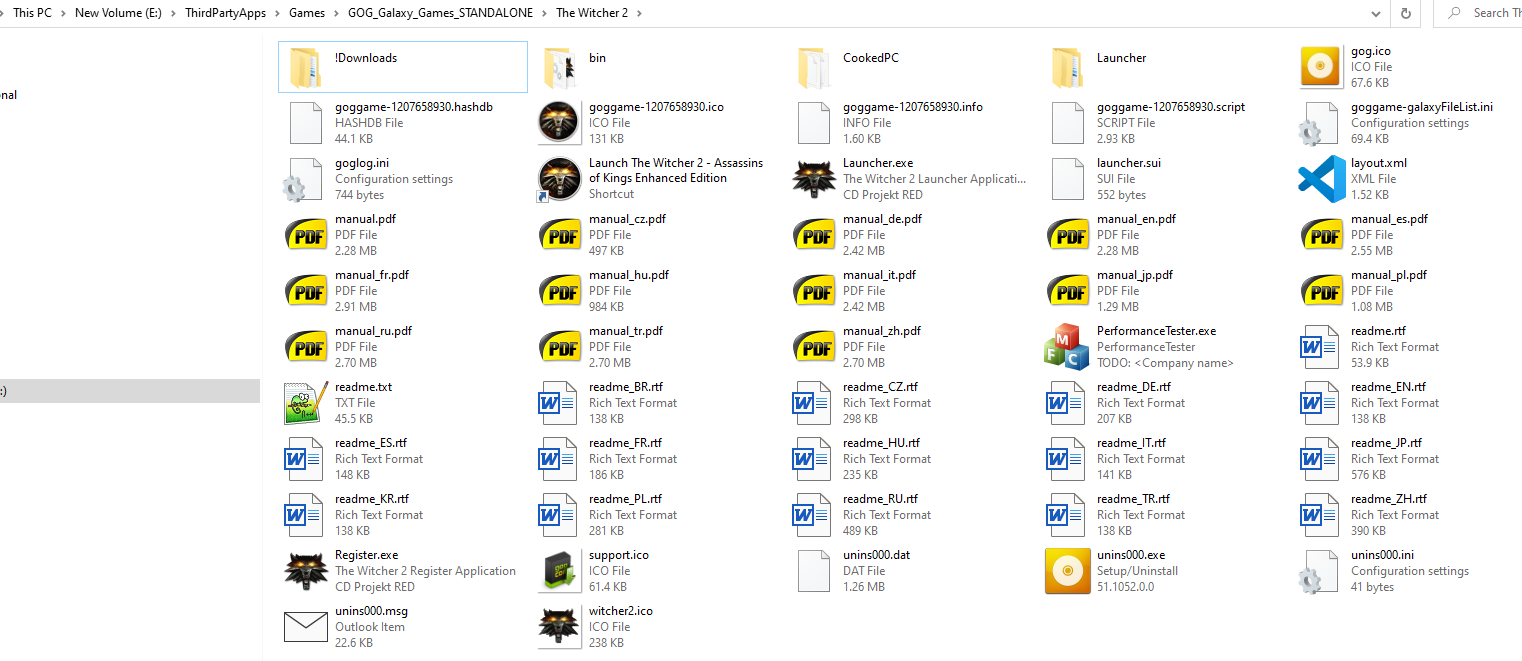 This PC > New Volume (E:) > ThirdPartyApps > Games > GOG_Galaxy_Games_STANDALONE > The Witcher 2 >
Search Th
onal
:)
!Downloads
bin
CookedPC
Launcher
gog.ico
ICO File
67.6 KB
goggame-1207658930.hashdb
HASHDB File
44.1 KB
goggame-1207658930.ico
ICO File
131 KB
goggame-1207658930.info
INFO File
1.60 KB
goggame-1207658930.script
SCRIPT File
2.93 KB
goggame-galaxyFileList.ini
Configuration settings
69.4 KB
goglog.ini
Configuration settings
744 bytes
Launch The Witcher 2 - Assassins
of Kings Enhanced Edition
Shortcut
Launcher.exe
The Witcher 2 Launcher Applicati...
CD Projekt RED
launcher.sui
SUI File
552 bytes
layout.xml
XML File
1.52 KB
PDF
manual.pdf
PDF File
2.28 MB
PDF
manual_cz.pdf
PDF File
497 KB
PDF
manual_de.pdf
PDF File
2.42 MB
PDF
manual_en.pdf
PDF File
2.28 MB
PDF
manual_es.pdf
PDF File
2.55 MB
PDF
manual_fr.pdf
PDF File
2.91 MB
PDF
manual_hu.pdf
PDF File
984 KB
PDF
manual_it.pdf
PDF File
2.42 MB
PDF
manual_jp.pdf
PDF File
1.29 MB
PDF
manual_pl.pdf
PDF File
1.08 MB
PDF
manual_ru.pdf
PDF File
2.70 MB
PDF
manual_tr.pdf
PDF File
2.70 MB
PDF
manual_zh.pdf
PDF File
2.70 MB
M
F C
PerformanceTester.exe
PerformanceTester
TODO: <Company name>
W
readme.rtf
Rich Text Format
53.9 KB
readme.txt
TXT File
45.5 KB
W
readme_BR.rtf
Rich Text Format
138 KB
W
readme_CZ.rtf
Rich Text Format
298 KB
W
readme_DE.rtf
Rich Text Format
207 KB
W
readme_EN.rtf
Rich Text Format
138 KB
W
readme_ES.rtf
Rich Text Format
148 KB
W
readme_FR.rtf
Rich Text Format
186 KB
W
readme_HU.rtf
Rich Text Format
235 KB
W
readme_IT.rtf
Rich Text Format
141 KB
W
readme_JP.rtf
Rich Text Format
576 KB
W
readme_KR.rtf
Rich Text Format
138 KB
W
readme_PL.rtf
Rich Text Format
281 KB
W
readme_RU.rtf
Rich Text Format
489 KB
W
readme_TR.rtf
Rich Text Format
138 KB
W
readme_ZH.rtf
Rich Text Format
390 KB
Register.exe
The Witcher 2 Register Application
CD Projekt RED
support.ico
ICO File
61.4 KB
unins000.dat
DAT File
1.26 MB
unins000.exe
Setup/Uninstall
51.1052.0.0
unins000.ini
Configuration settings
41 bytes
unins000.msg
Outlook Item
22.6 KB
witcher2.ico
ICO File
238 KB